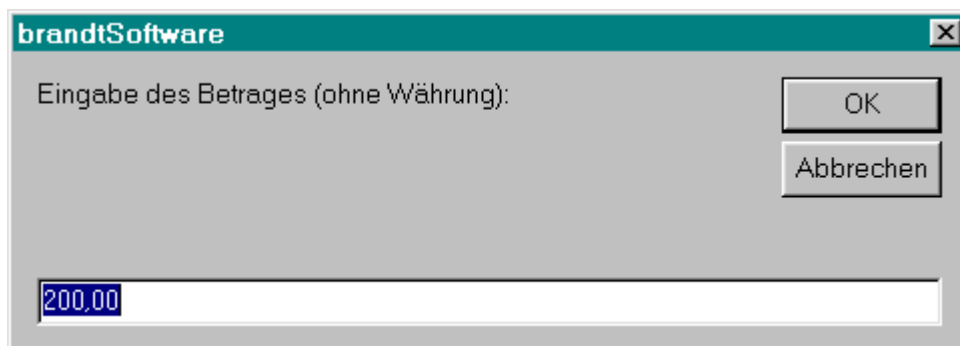 brandtSoftware
Eingabe des Betrages (ohne Währung):
OK
Abbrechen
200,00